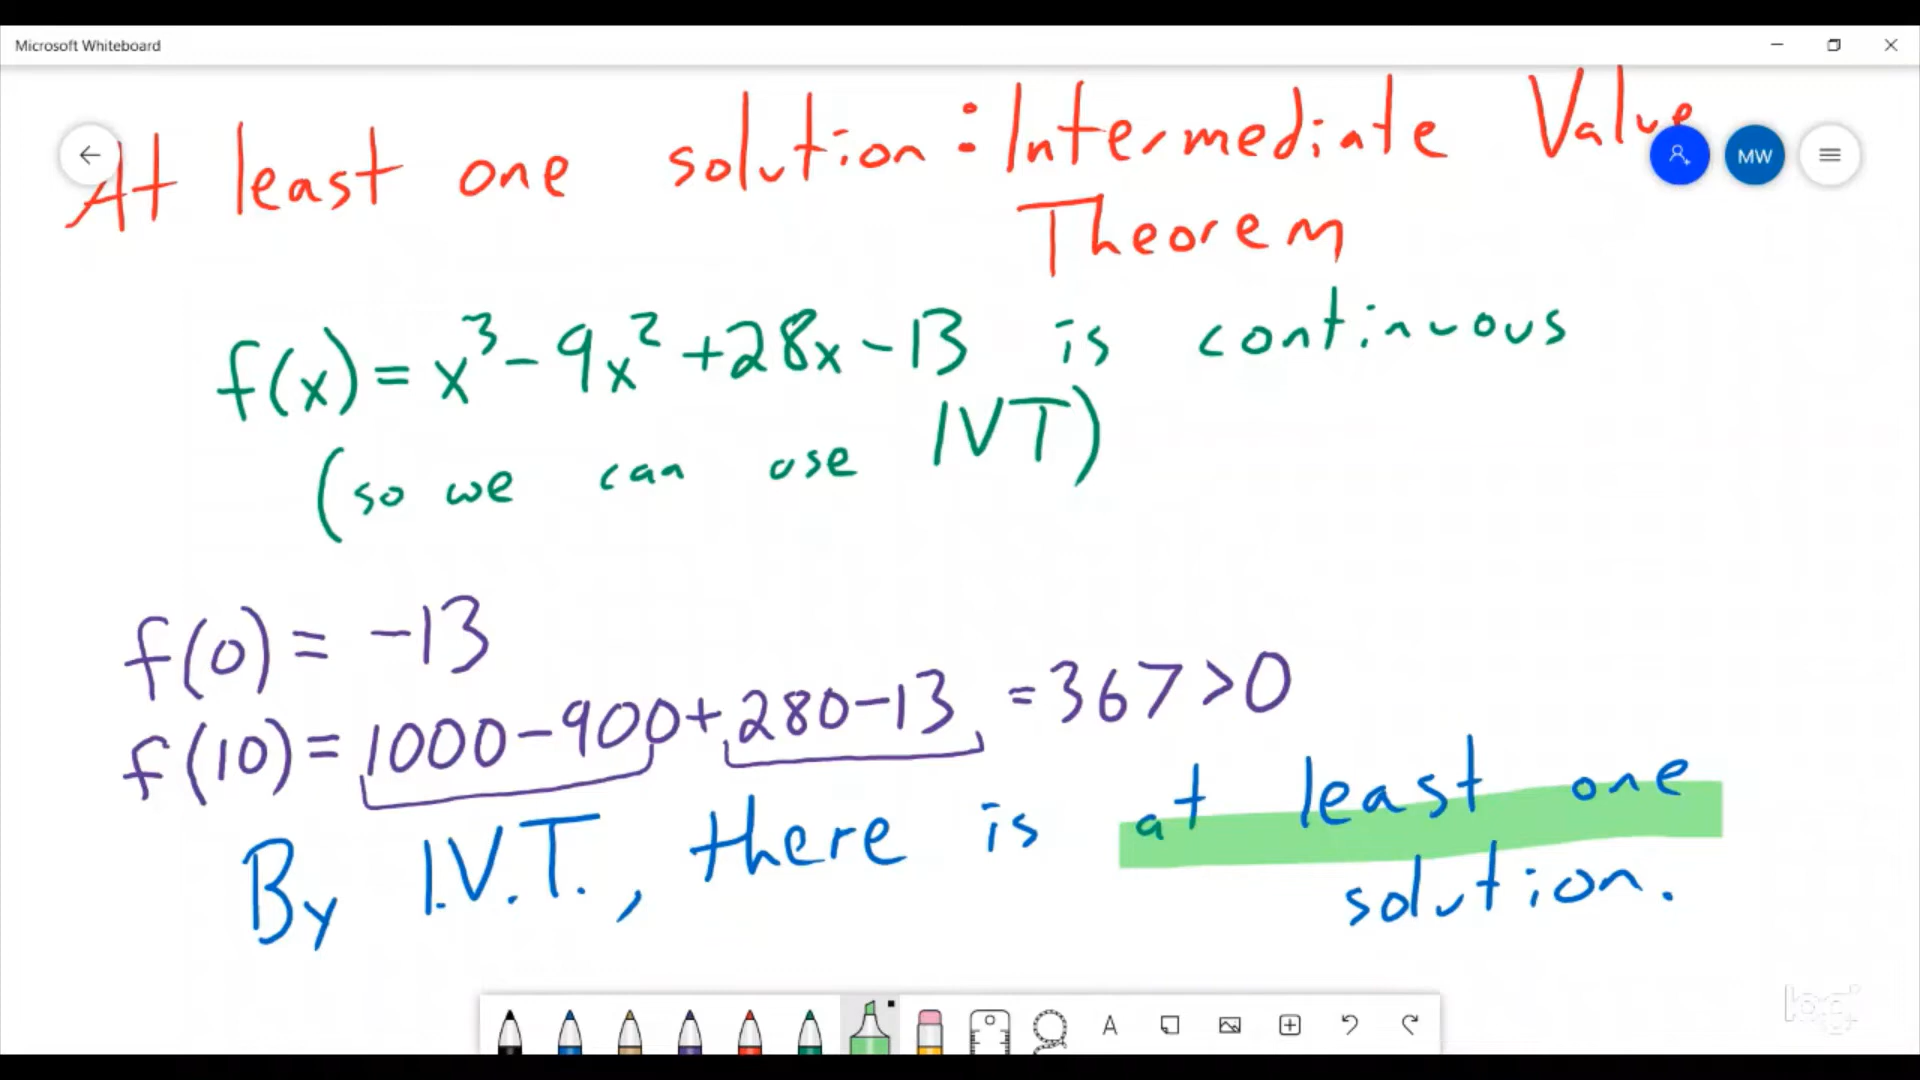 Microsoft Whiteboard
At least one solution: Intermediate Value
Theorem
MW
f(x) = x³ - 9x² + 28x - 13 is continuous
(so we can use IVT)
f(0) = -13
f(10) = 1000 - 900 + 280 - 13 = 367 > 0
By I.V.T., there is at least one
solution.
A